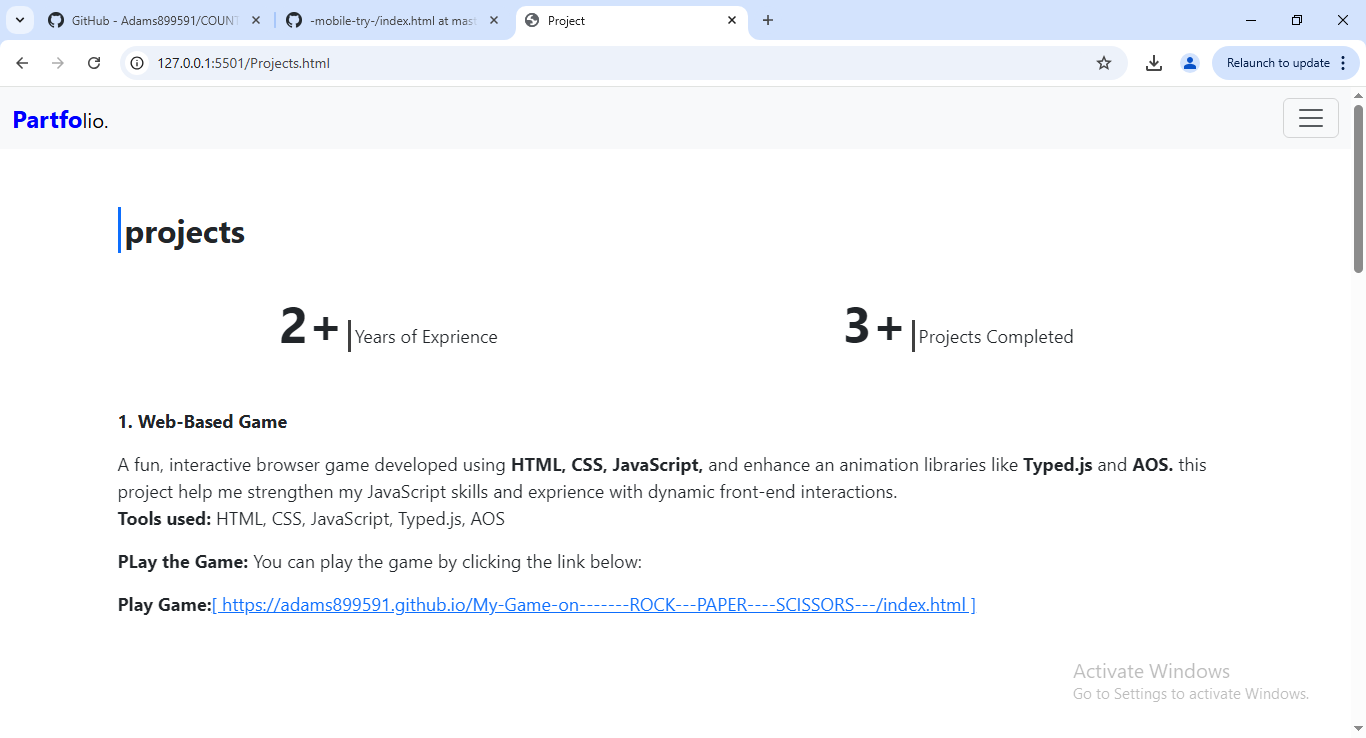 GitHub - Adams899591/COUNT
-mobile-try-/index.html at mast
Project
127.0.0.1:5501/Projects.html
Relaunch to update
Partfolio.
projects
2+ Years of Exprience
3+ Projects Completed
1. Web-Based Game
A fun, interactive browser game developed using HTML, CSS, JavaScript, and enhance an animation libraries like Typed.js and AOS. this
project help me strengthen my JavaScript skills and exprience with dynamic front-end interactions.
Tools used: HTML, CSS, JavaScript, Typed.js, AOS
PLay the Game: You can play the game by clicking the link below:
Play Game:[ https://adams899591.github.io/My-Game-on-------ROCK---PAPER----SCISSORS---/index.html ]
Activate Windows
Go to Settings to activate Windows.